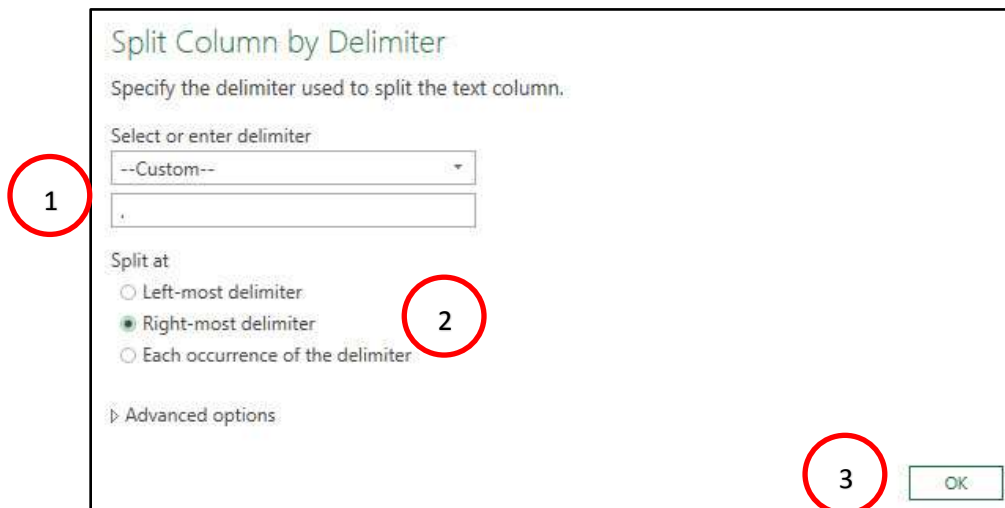 Split Column by Delimiter
Specify the delimiter used to split the text column.
Select or enter delimiter
--Custom--
1
,
Split at
Left-most delimiter
Right-most delimiter
2
Each occurrence of the delimiter
Advanced options
3
OK